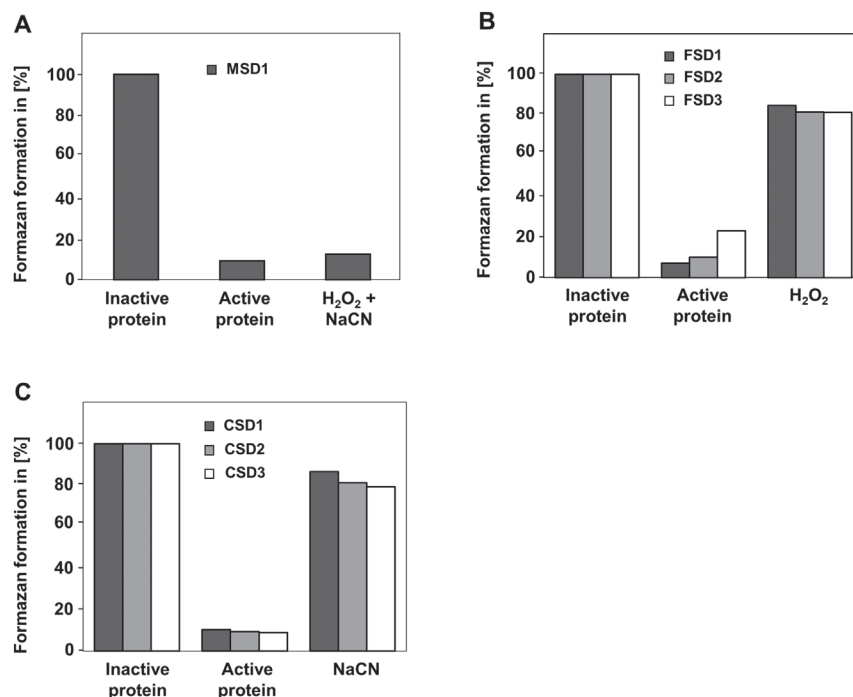 A
Formazan formation in [%]
100
80
60
40
20
0
MSD1
Inactive
protein
Active
protein
H₂O₂ +
NaCN
B
Formazan formation in [%]
100
80
60
40
20
0
FSD1
FSD2
FSD3
Inactive
protein
Active
protein
H₂O₂
C
Formazan formation in [%]
100
80
60
40
20
0
CSD1
CSD2
CSD3
Inactive
protein
Active
protein
NaCN